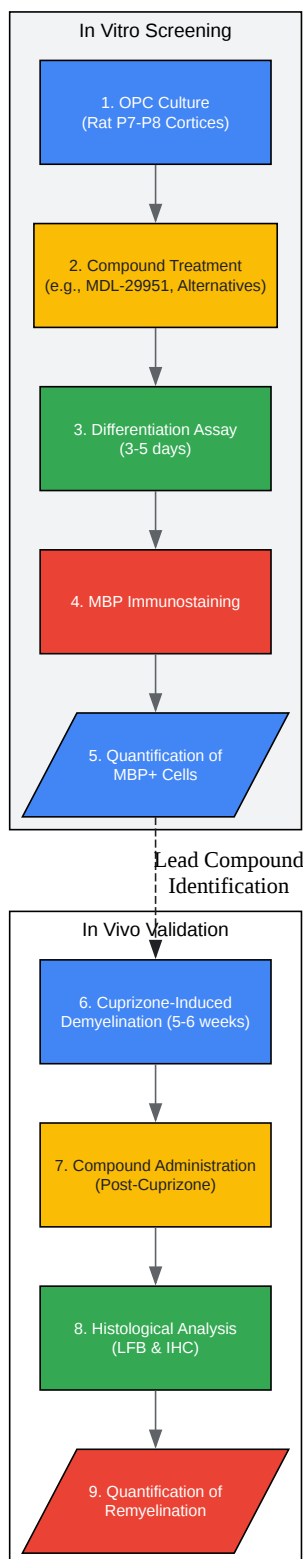 In Vitro Screening
1. OPC Culture
(Rat P7-P8 Cortices)
2. Compound Treatment
(e.g., MDL-29951, Alternatives)
3. Differentiation Assay
(3-5 days)
4. MBP Immunostaining
5. Quantification of
MBP+ Cells
Lead Compound
Identification
In Vivo Validation
6. Cuprizone-Induced
Demyelination (5-6 weeks)
7. Compound Administration
(Post-Cuprizone)
8. Histological Analysis
(LFB & IHC)
9. Quantification of
Remyelination